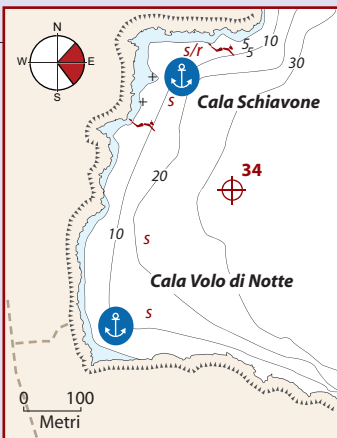 N
W E
S
s/r
5
5
10
30
s
Cala Schiavone
20
34
10
s
Cala Volo di Notte
s
0 100
Metri